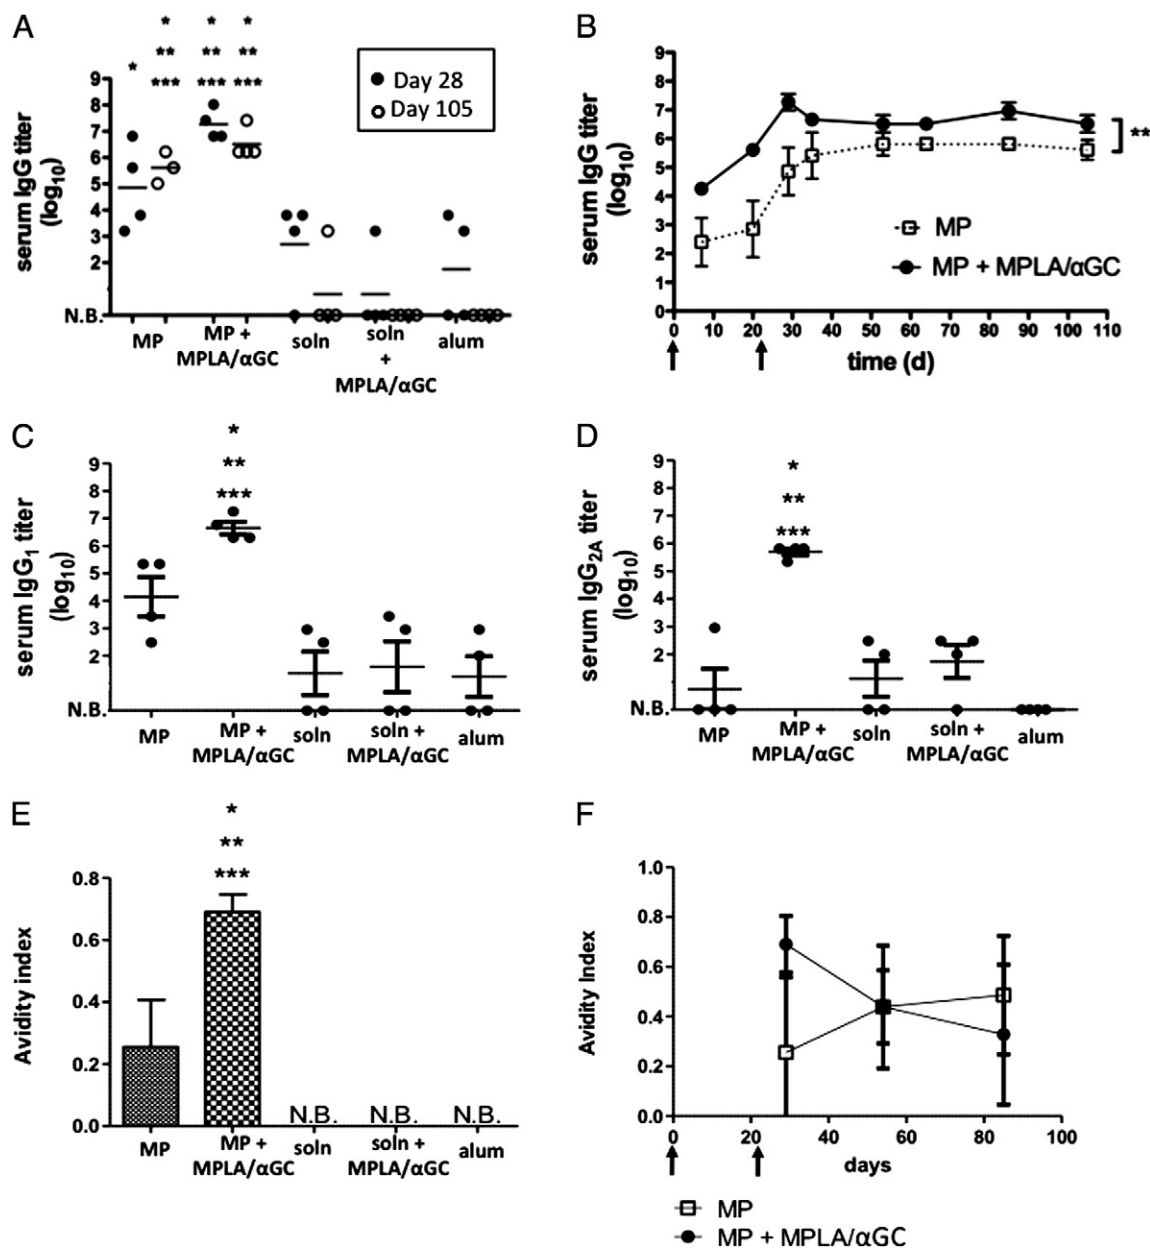 A
*
*
**
***
*
**
***
*
**
***
Day 28
Day 105
serum IgG titer
(log10)
9
8
7
6
5
4
3
2
N.B.
MP
MP +
MPLA/αGC
soln
soln
+
MPLA/αGC
alum
B
serum IgG titer
(log10)
9
8
7
6
5
4
3
2
1
0
**
MP
MP + MPLA/αGC
0 10 20 30 40 50 60 70 80 90 100 110
time (d)
C
*
**
***
serum IgG1 titer
(log10)
9
8
7
6
5
4
3
2
N.B.
MP
MP +
MPLA/αGC
soln
soln +
MPLA/αGC
alum
D
*
**
***
serum IgG2A titer
(log10)
9
8
7
6
5
4
3
2
N.B.
MP
MP +
MPLA/αGC
soln
soln +
MPLA/αGC
alum
E
*
**
***
Avidity index
0.8
0.6
0.4
0.2
0.0
N.B. N.B. N.B.
MP
MP +
MPLA/αGC
soln
soln +
MPLA/αGC
alum
F
Avidity Index
1.0
0.8
0.6
0.4
0.2
0.0
0 20 40 60 80 100
days
MP
MP + MPLA/αGC